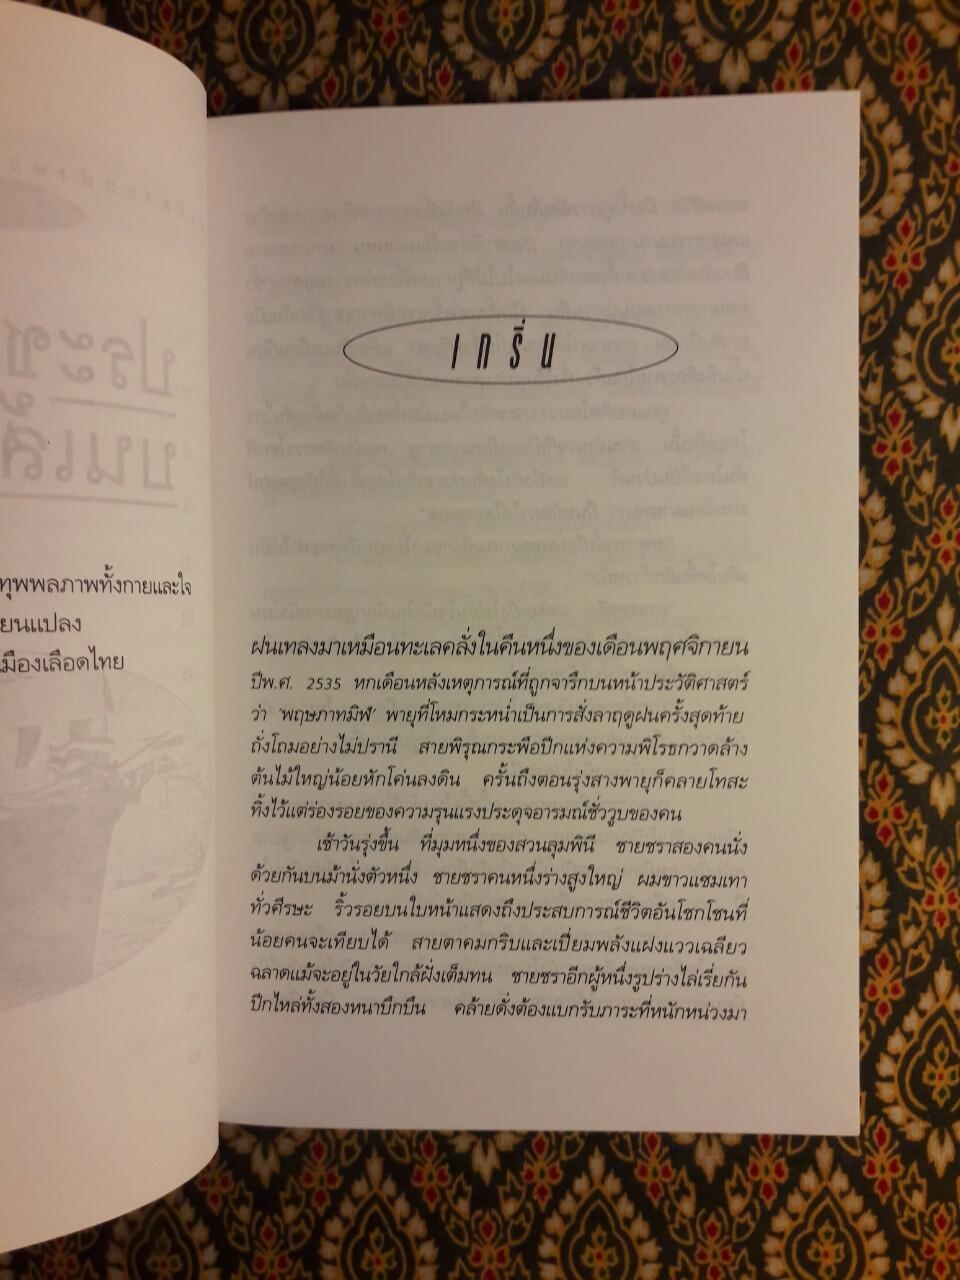 ทุพพลภาพทั้งกายและใจ
ยนแปลง
เมืองเลือดไทย
เกริ่น
ฝนเทลงมาเหมือนทะเลคลั่งในคืนหนึ่งของเดือนพฤศจิกายน
ปีพ.ศ. 2535 หกเดือนหลังเหตุการณ์ที่ถูกจารึกบนหน้าประวัติศาสตร์
ว่า ‘พฤษภาทมิฬ’ พายุที่โหมกระหน่ำเป็นการสั่งลาฤดูฝนครั้งสุดท้าย
ถั่งโถมอย่างไม่ปรานี สายพิรุณกระพือปีกแห่งความพิโรธกวาดล้าง
ต้นไม้ใหญ่น้อยหักโค่นลงดิน ครั้นถึงตอนรุ่งสางพายุก็คลายโทสะ
ทิ้งไว้แต่ร่องรอยของความรุนแรงประดุจอารมณ์ชั่ววูบของคน
เช้าวันรุ่งขึ้น ที่มุมหนึ่งของสวนลุมพินี ชายชราสองคนนั่ง
ด้วยกันบนม้านั่งตัวหนึ่ง ชายชราคนหนึ่งร่างสูงใหญ่ ผมขาวแซมเทา
ทั่วศีรษะ ริ้วรอยบนใบหน้าแสดงถึงประสบการณ์ชีวิตอันโชกโชนที่
น้อยคนจะเทียบได้ สายตาคมกริบและเปี่ยมพลังแฝงแววเฉลียว
ฉลาดแม้จะอยู่ในวัยใกล้ฝั่งเต็มทน ชายชราอีกผู้หนึ่งรูปร่างไล่เรี่ยกัน
ปีกไหล่ทั้งสองหนาบึกบึน คล้ายดั่งต้องแบกรับภาระที่หนักหน่วงมา